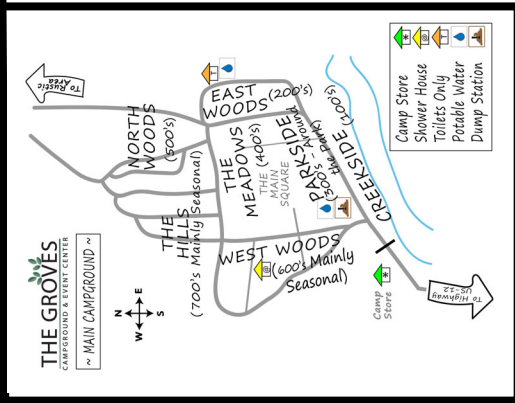 THE GROVES
CAMPGROUND & EVENT CENTER
~ MAIN CAMPGROUND ~
N
W E
S
To Rustic
Area
NORTH
WOODS
(500's)
EAST
WOODS (200's)
THE
HILLS
(700's Mainly Seasonal)
THE
MEADOWS
(400's)
THE
MAIN
SQUARE
PARKSIDE
(300's - Around
the Park)
CREEKSIDE (100's)
WEST WOODS
(600's Mainly
Seasonal)
Camp
Store
To Highway
US-12
Camp Store
Shower House
Toilets Only
Potable Water
Dump Station